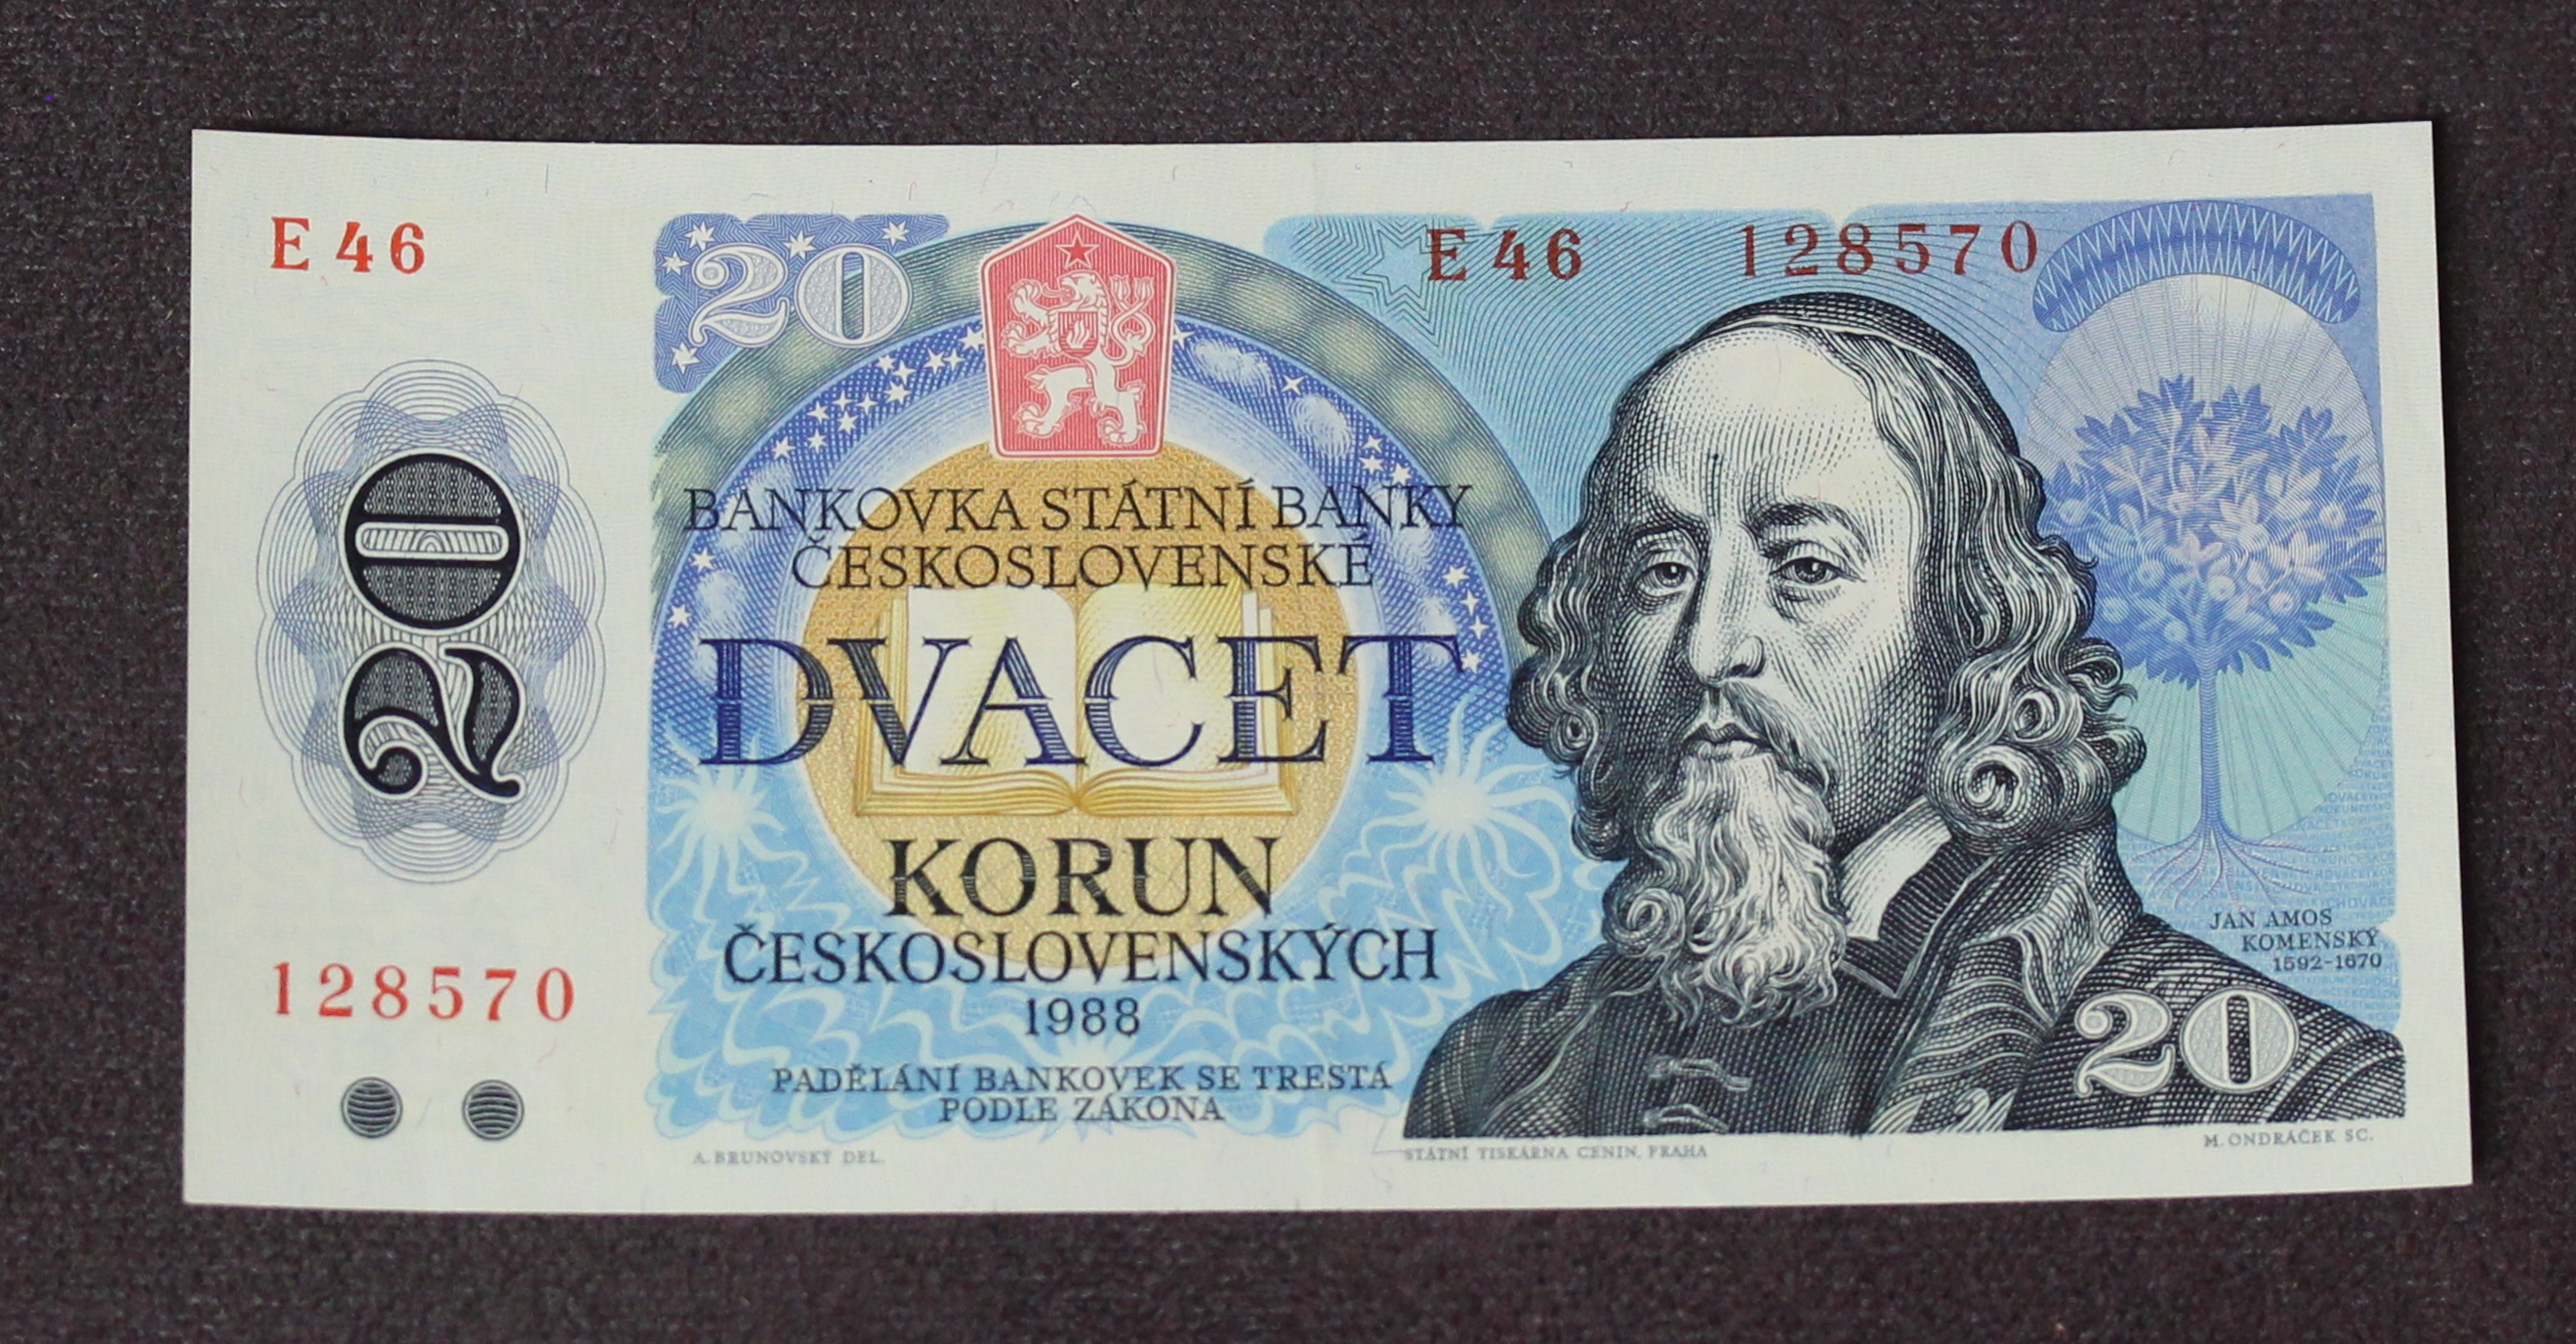 E 46
20
128570
20
E 46 128570
BANKOVKA STÁTNÍ BANKY
ČESKOSLOVENSKÉ
DVACET
KORUN
ČESKOSLOVENSKÝCH
1988
PADĚLÁNÍ BANKOVEK SE TRESTÁ
PODLE ZÁKONA
JAN AMOS
KOMENSKÝ
1592-1670
20
A. BRUNOVSKÝ DEL.
STÁTNÍ TISKÁRNA CENIN, PRAHA
M. ONDRÁČEK SC.